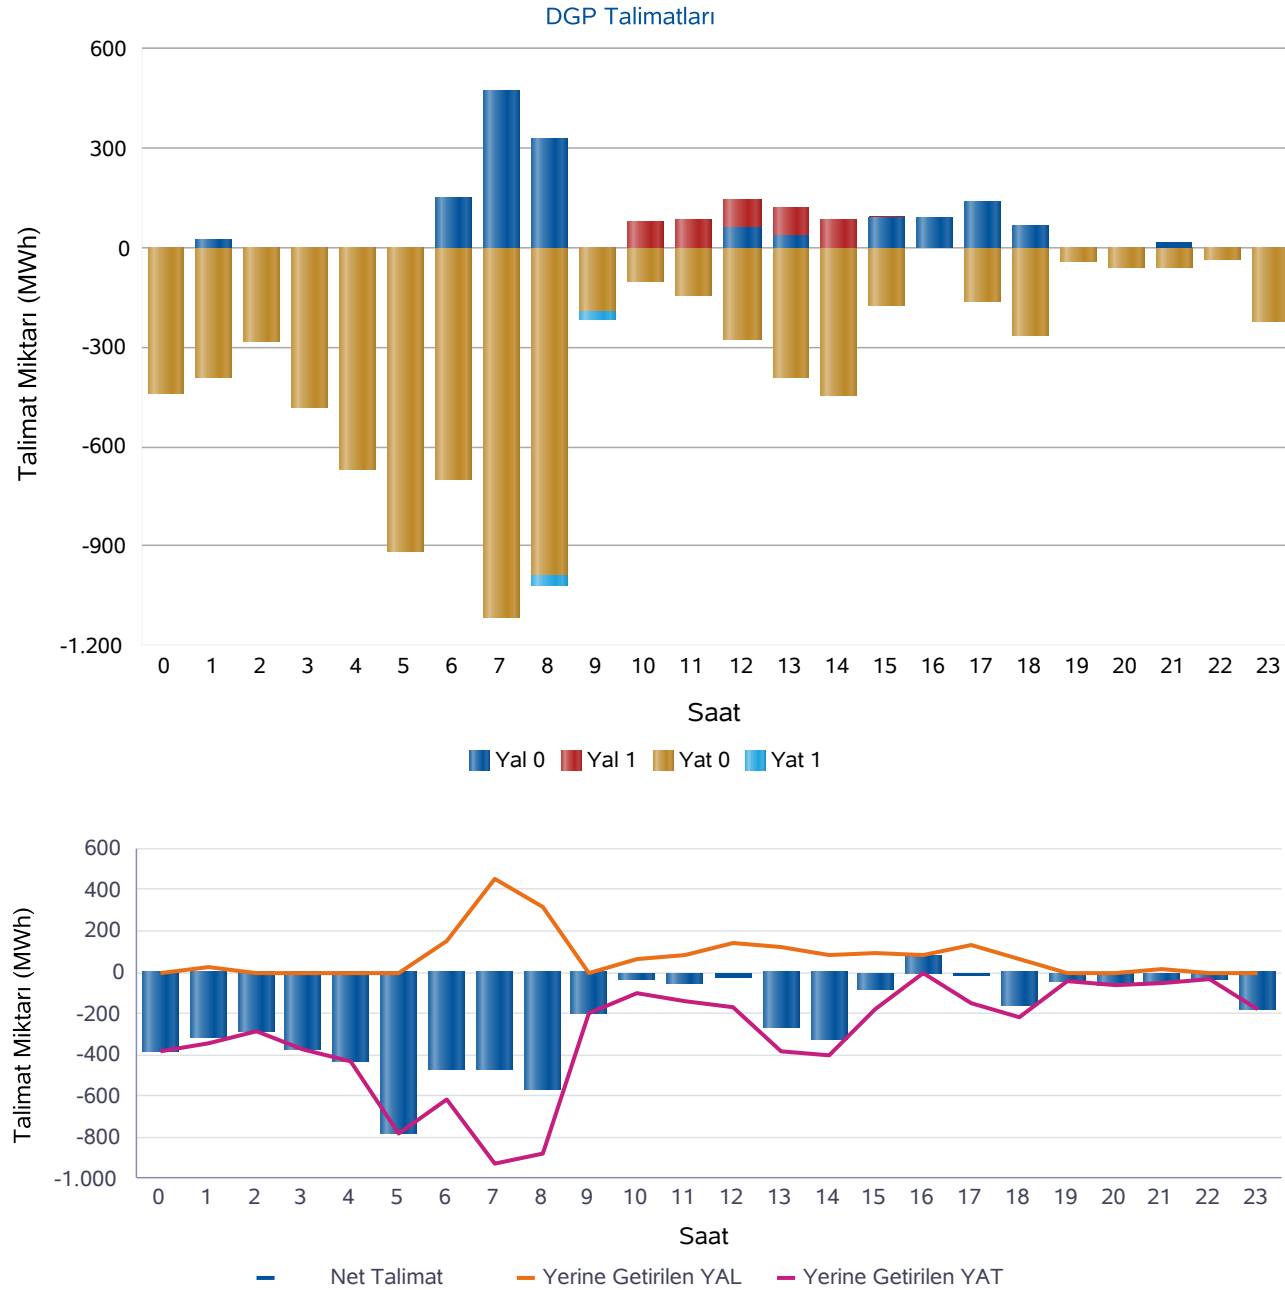 DGP Talimatları
600
300
0
-300
-600
-900
-1.200
Talimat Miktarı (MWh)
0 1 2 3 4 5 6 7 8 9 10 11 12 13 14 15 16 17 18 19 20 21 22 23
Saat
Yal 0 Yal 1 Yat 0 Yat 1
600
400
200
0
-200
-400
-600
-800
-1.000
Talimat Miktarı (MWh)
0 1 2 3 4 5 6 7 8 9 10 11 12 13 14 15 16 17 18 19 20 21 22 23
Saat
Net Talimat Yerine Getirilen YAL Yerine Getirilen YAT